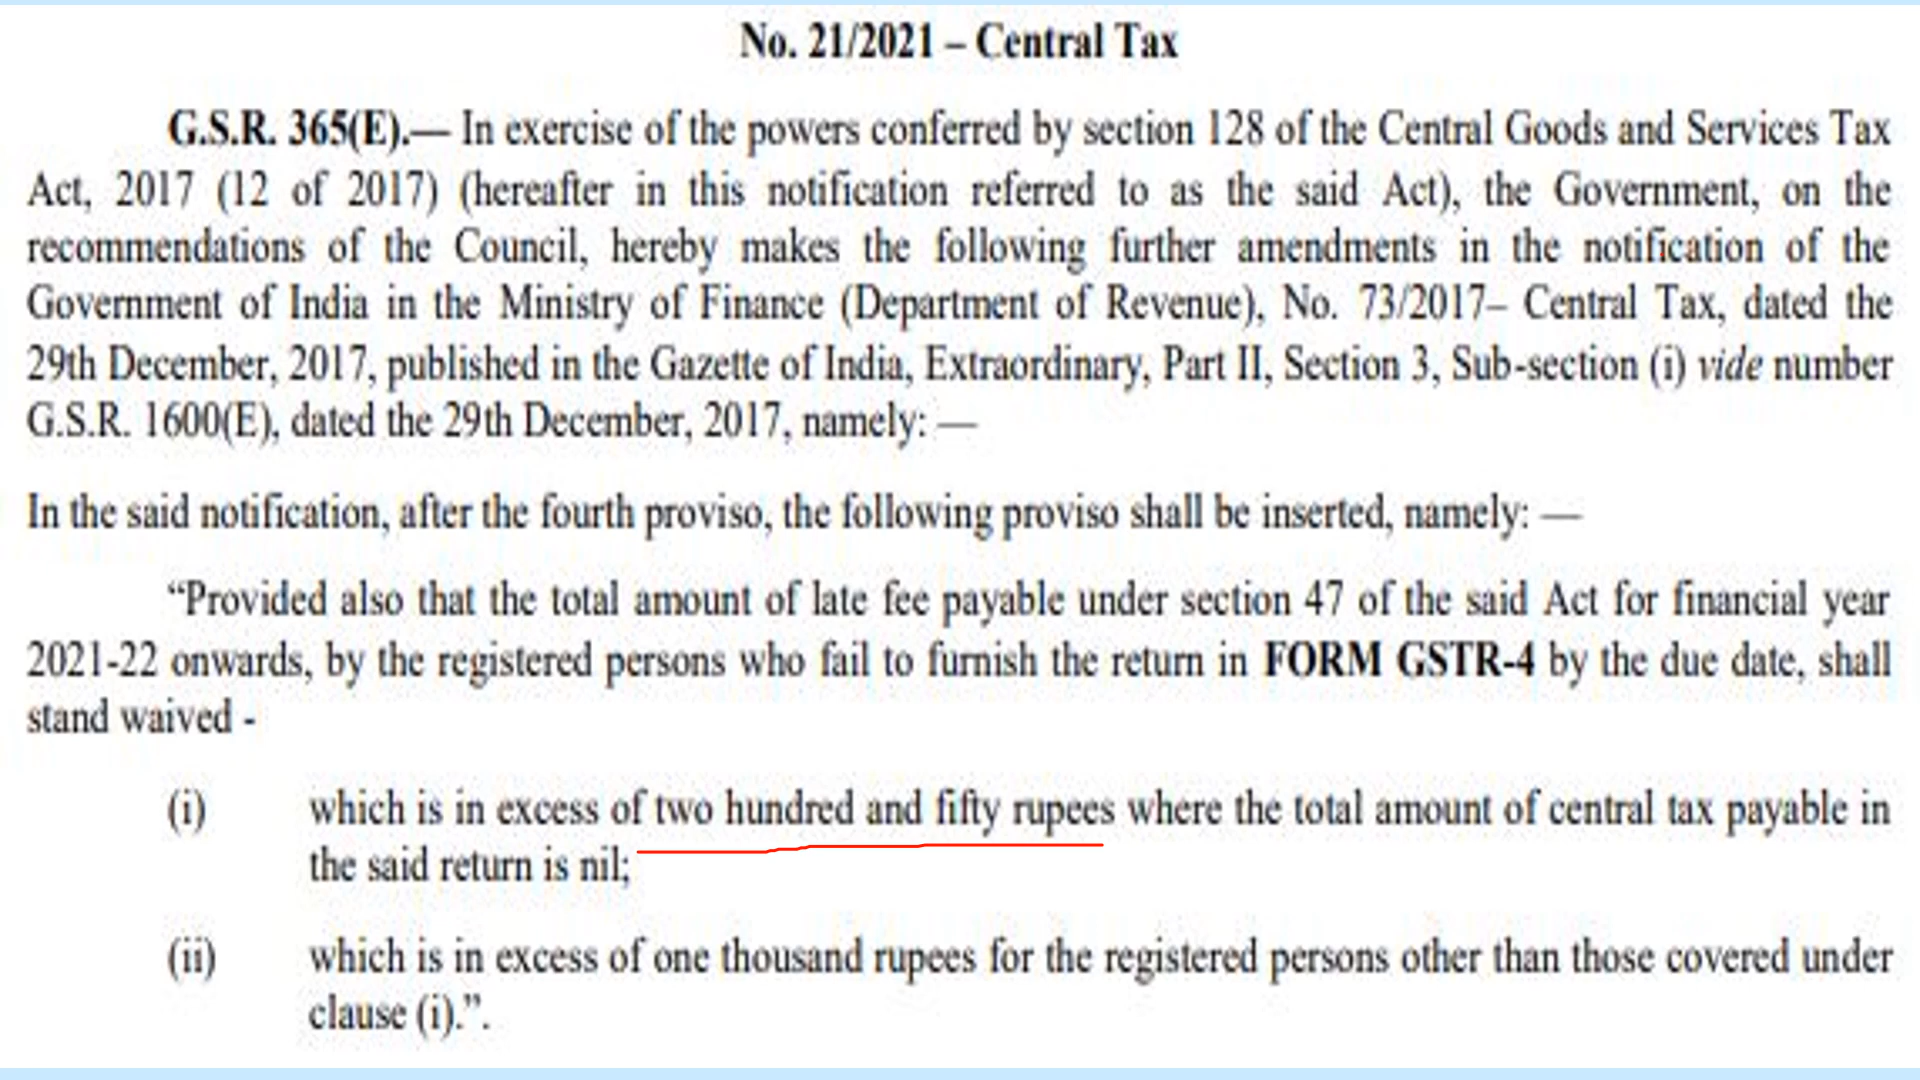 No. 21/2021 – Central Tax
G.S.R. 365(E).— In exercise of the powers conferred by section 128 of the Central Goods and Services Tax
Act, 2017 (12 of 2017) (hereafter in this notification referred to as the said Act), the Government, on the
recommendations of the Council, hereby makes the following further amendments in the notification of the
Government of India in the Ministry of Finance (Department of Revenue), No. 73/2017– Central Tax, dated the
29th December, 2017, published in the Gazette of India, Extraordinary, Part II, Section 3, Sub-section (i) vide number
G.S.R. 1600(E), dated the 29th December, 2017, namely: —
In the said notification, after the fourth proviso, the following proviso shall be inserted, namely: —
“Provided also that the total amount of late fee payable under section 47 of the said Act for financial year
2021-22 onwards, by the registered persons who fail to furnish the return in FORM GSTR-4 by the due date, shall
stand waived -
(i) which is in excess of two hundred and fifty rupees where the total amount of central tax payable in
the said return is nil;
(ii) which is in excess of one thousand rupees for the registered persons other than those covered under
clause (i).”.